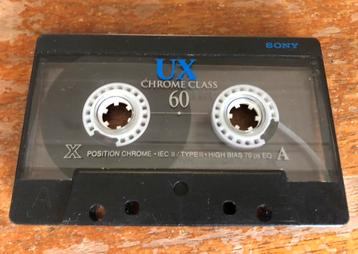 SONY
UX
CHROME CLASS
60
X POSITION CHROME • IEC II / TYPE II • HIGH BIAS 70 µs EQ A
A